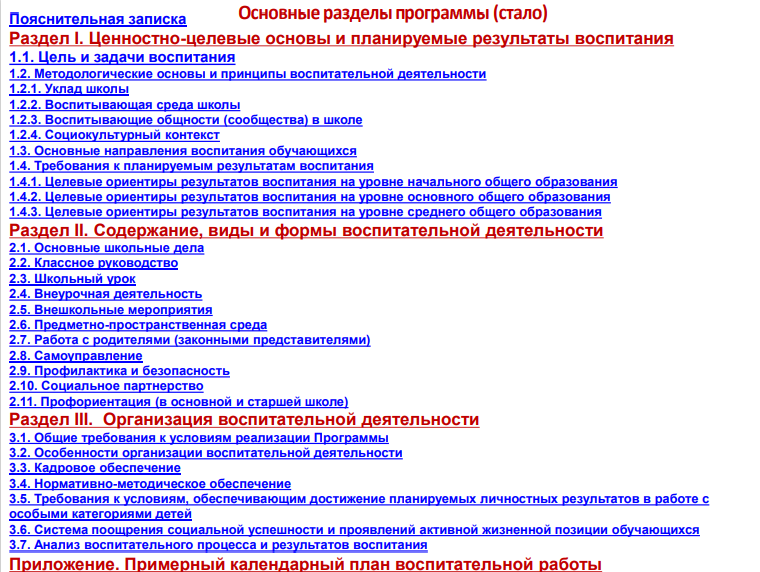 Основные разделы программы (стало)
Пояснительная записка
Раздел I. Ценностно-целевые основы и планируемые результаты воспитания
1.1. Цель и задачи воспитания
1.2. Методологические основы и принципы воспитательной деятельности
1.2.1. Уклад школы
1.2.2. Воспитывающая среда школы
1.2.3. Воспитывающие общности (сообщества) в школе
1.2.4. Социокультурный контекст
1.3. Основные направления воспитания обучающихся
1.4. Требования к планируемым результатам воспитания
1.4.1. Целевые ориентиры результатов воспитания на уровне начального общего образования
1.4.2. Целевые ориентиры результатов воспитания на уровне основного общего образования
1.4.3. Целевые ориентиры результатов воспитания на уровне среднего общего образования
Раздел II. Содержание, виды и формы воспитательной деятельности
2.1. Основные школьные дела
2.2. Классное руководство
2.3. Школьный урок
2.4. Внеурочная деятельность
2.5. Внешкольные мероприятия
2.6. Предметно-пространственная среда
2.7. Работа с родителями (законными представителями)
2.8. Самоуправление
2.9. Профилактика и безопасность
2.10. Социальное партнерство
2.11. Профориентация (в основной и старшей школе)
Раздел III. Организация воспитательной деятельности
3.1. Общие требования к условиям реализации Программы
3.2. Особенности организации воспитательной деятельности
3.3. Кадровое обеспечение
3.4. Нормативно-методическое обеспечение
3.5. Требования к условиям, обеспечивающим достижение планируемых личностных результатов в работе с
особыми категориями детей
3.6. Система поощрения социальной успешности и проявлений активной жизненной позиции обучающихся
3.7. Анализ воспитательного процесса и результатов воспитания
Приложение. Примерный календарный план воспитательной работы